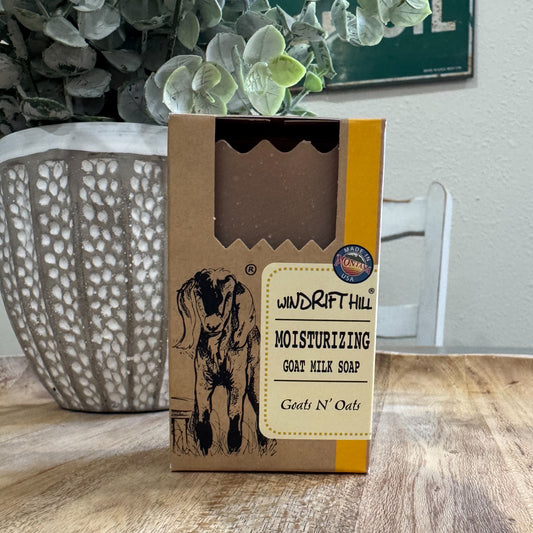 MADE IN
MONTANA
USA
WINDRIFT HILL®
MOISTURIZING
GOAT MILK SOAP
Goats N' Oats
®